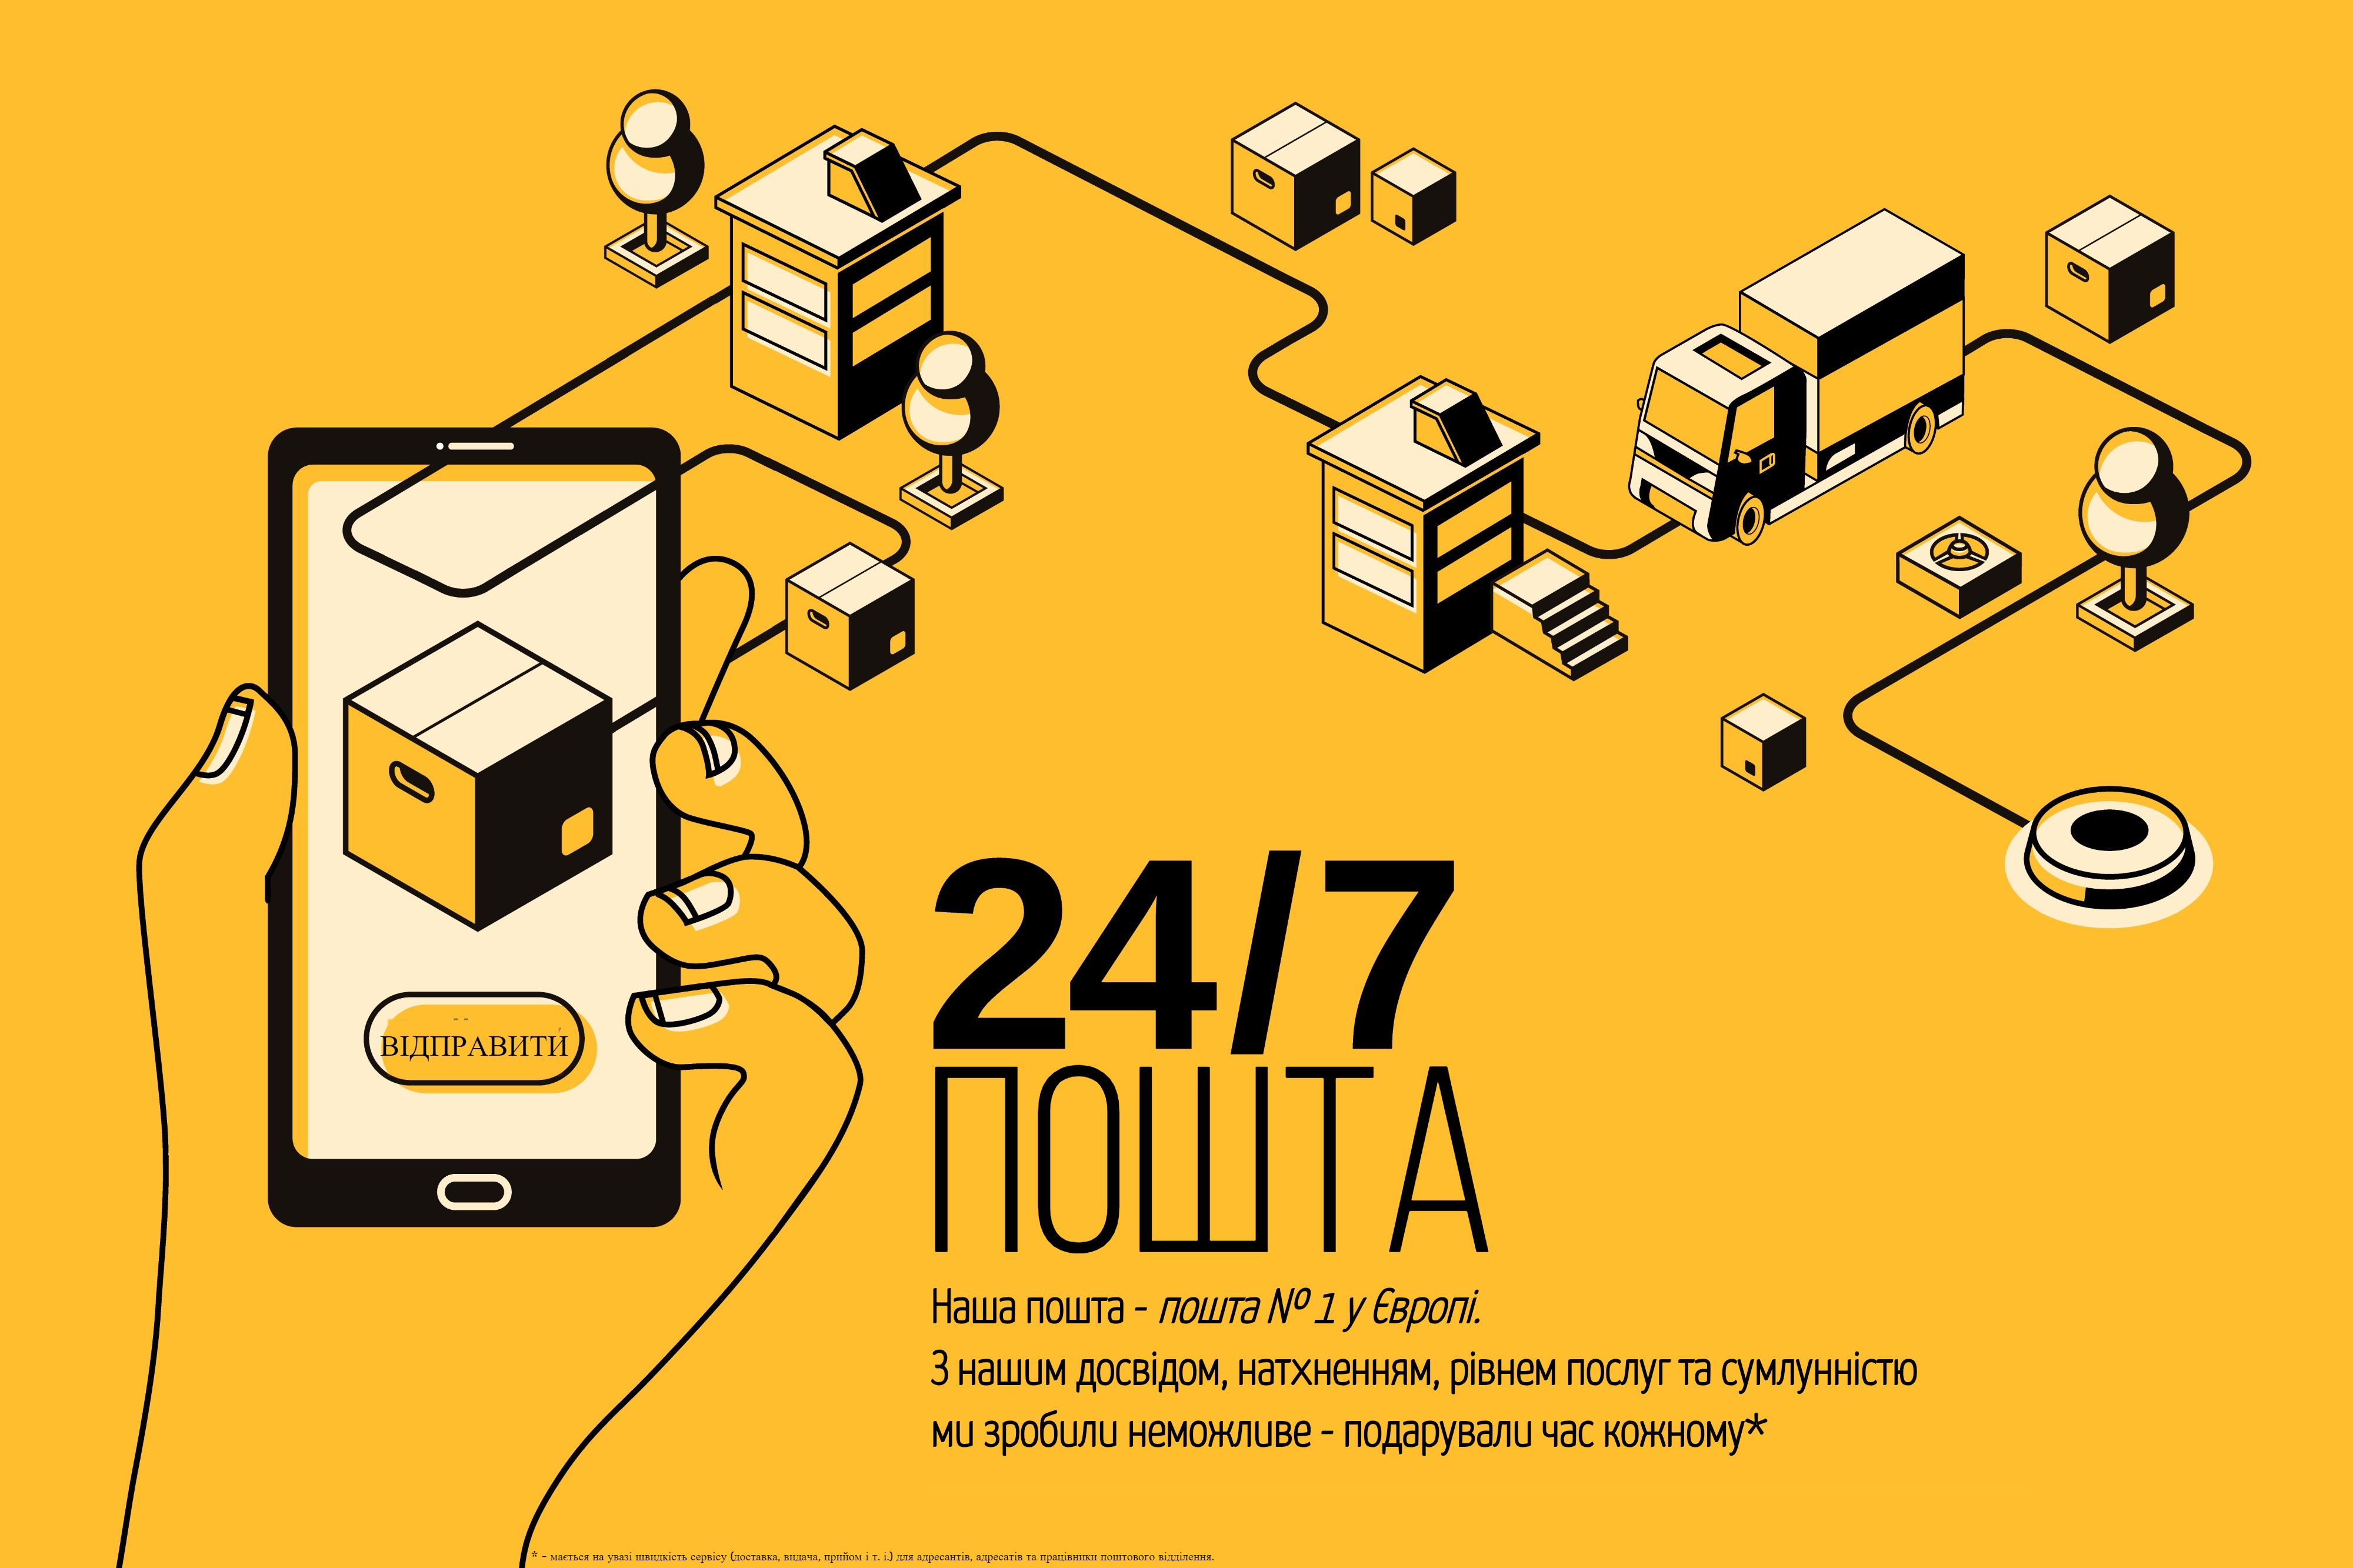 ВІДПРАВИТИ
24/7
ПОШТА
Наша пошта - пошта № 1 у Європі.
З нашим досвідом, натхненням, рівнем послуг та сумлунністю
ми зробили неможливе - подарували час кожному*
* - мається на увазі швидкість сервісу (доставка, видача, прийом і т. і.) для адресантів, адресатів та працівники поштового відділення.